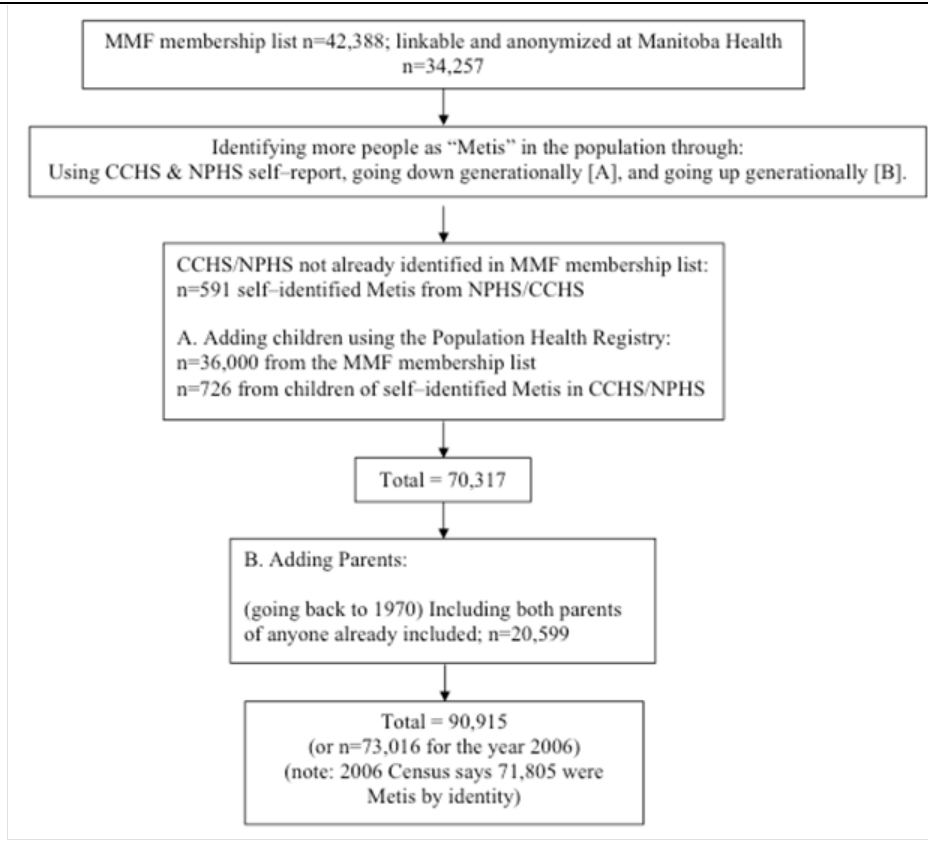 MMF membership list n=42,388; linkable and anonymized at Manitoba Health
n=34,257
Identifying more people as “Metis” in the population through:
Using CCHS & NPHS self–report, going down generationally [A], and going up generationally [B].
CCHS/NPHS not already identified in MMF membership list:
n=591 self–identified Metis from NPHS/CCHS
A. Adding children using the Population Health Registry:
n=36,000 from the MMF membership list
n=726 from children of self–identified Metis in CCHS/NPHS
Total = 70,317
B. Adding Parents:
(going back to 1970) Including both parents
of anyone already included; n=20,599
Total = 90,915
(or n=73,016 for the year 2006)
(note: 2006 Census says 71,805 were
Metis by identity)